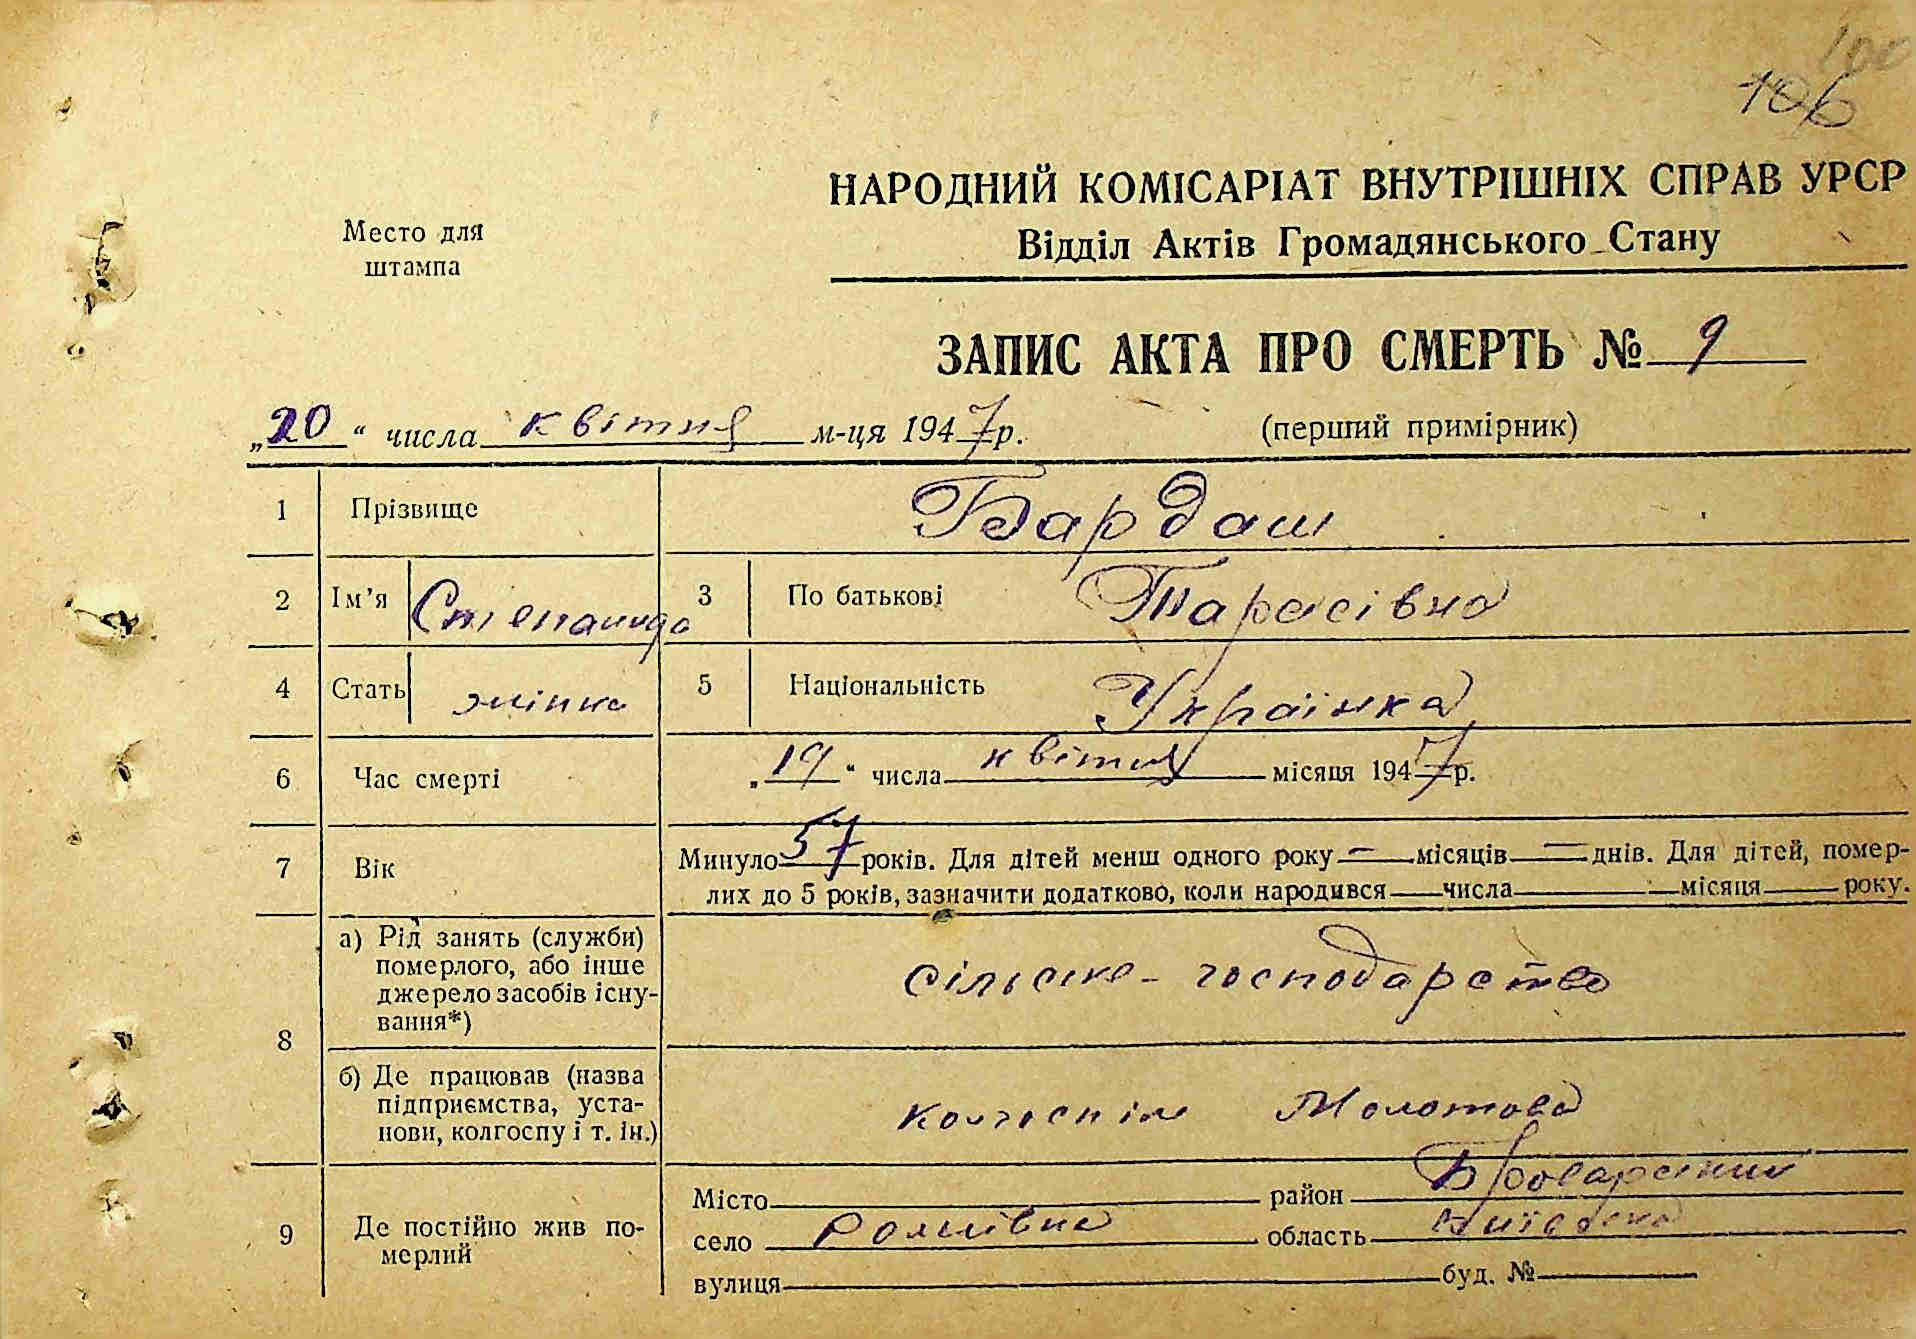 100
106
НАРОДНИЙ КОМІСАРІАТ ВНУТРІШНІХ СПРАВ УРСР
Место для
штампа
Відділ Актів Громадянського Стану
ЗАПИС АКТА ПРО СМЕРТЬ № 9
„20“ числа квітня м-ця 1947 р.
(перший примірник)
1 Прізвище Бардаш
2 Ім’я Степанида 3 По батькові Тарасівна
4 Стать жінка 5 Національність Українка
6 Час смерті „19“ числа квітня місяця 1947 р.
7 Вік Минуло 57 років. Для дітей менш одного року — місяців — днів. Для дітей, помер-
лих до 5 років, зазначити додатково, коли народився числа місяця року.
8 а) Рід занять (служби)
померлого, або інше
джерело засобів існу-
вання*)
сільське-господарство
б) Де працював (назва
підприємства, уста-
нови, колгоспу і т. ін.)
колгосп ім Молотова
9 Де постійно жив по-
мерлий
Місто район Броварський
село область Київська
вулиця буд. №